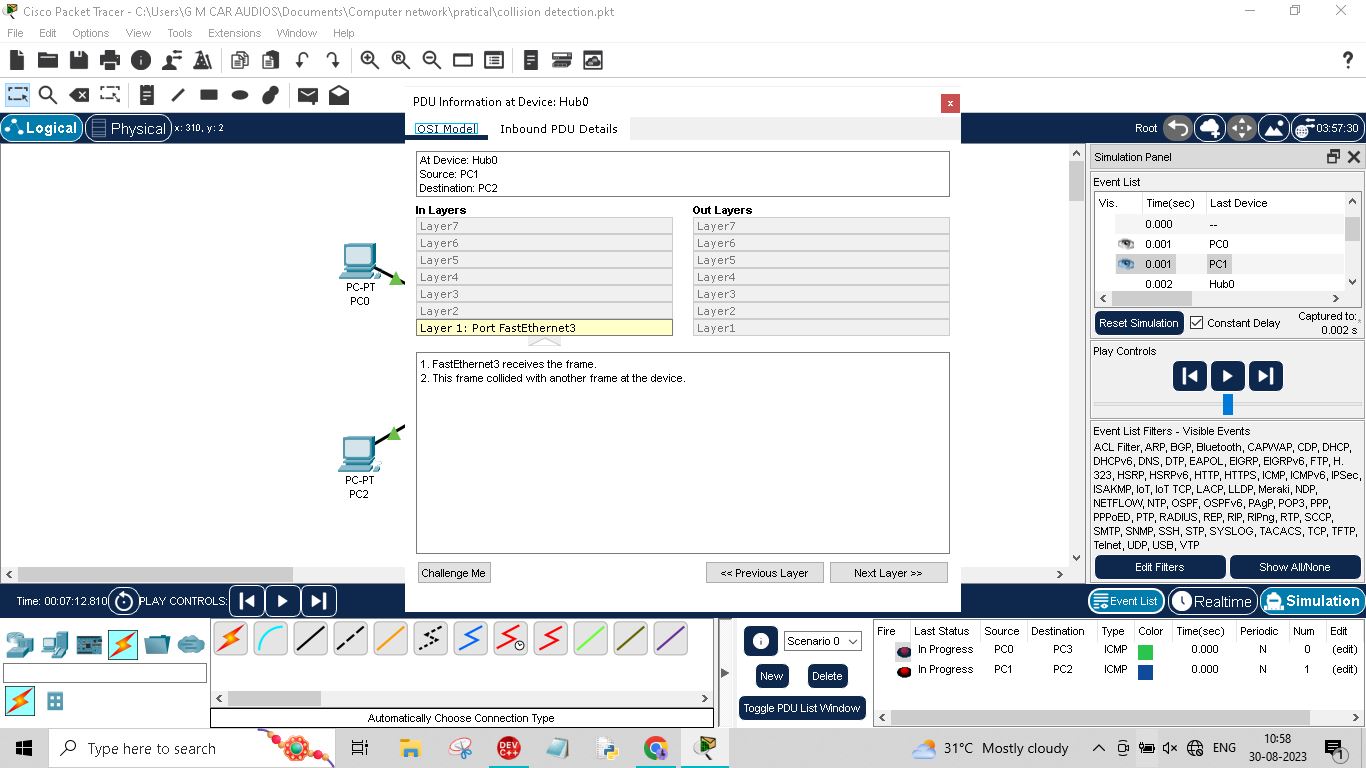 Cisco Packet Tracer - C:\Users\G M CAR AUDIOS\Documents\Computer network\pratical\collision detection.pkt
File Edit Options View Tools Extensions Window Help
?
Logical Physical x: 310, y: 2
Root 03:57:30
PDU Information at Device: Hub0
x
OSI Model Inbound PDU Details
At Device: Hub0
Source: PC1
Destination: PC2
In Layers Out Layers
Layer7 Layer7
Layer6 Layer6
Layer5 Layer5
Layer4 Layer4
Layer3 Layer3
Layer2 Layer2
Layer 1: Port FastEthernet3 Layer1
1. FastEthernet3 receives the frame.
2. This frame collided with another frame at the device.
Challenge Me << Previous Layer Next Layer >>
PC-PT
PC0
PC-PT
PC2
Simulation Panel
Event List
Vis. Time(sec) Last Device
0.000 --
0.001 PC0
0.001 PC1
0.002 Hub0
Reset Simulation Constant Delay Captured to:*
0.002 s
Play Controls
Event List Filters - Visible Events
ACL Filter, ARP, BGP, Bluetooth, CAPWAP, CDP, DHCP,
DHCPv6, DNS, DTP, EAPOL, EIGRP, EIGRPv6, FTP, H.
323, HSRP, HSRPv6, HTTP, HTTPS, ICMP, ICMPv6, IPSec,
ISAKMP, IoT, IoT TCP, LACP, LLDP, Meraki, NDP,
NETFLOW, NTP, OSPF, OSPFv6, PAgP, POP3, PPP,
PPPoED, PTP, RADIUS, REP, RIP, RIPng, RTP, SCCP,
SMTP, SNMP, SSH, STP, SYSLOG, TACACS, TCP, TFTP,
Telnet, UDP, USB, VTP
Edit Filters Show All/None
Time: 00:07:12.810 PLAY CONTROLS:
Event List Realtime Simulation
Automatically Choose Connection Type
Scenario 0
New Delete
Toggle PDU List Window
Fire Last Status Source Destination Type Color Time(sec) Periodic Num Edit
In Progress PC0 PC3 ICMP 0.000 N 0 (edit)
In Progress PC1 PC2 ICMP 0.000 N 1 (edit)
Type here to search
DEV
C++
31°C Mostly cloudy
ENG
10:58
30-08-2023
1